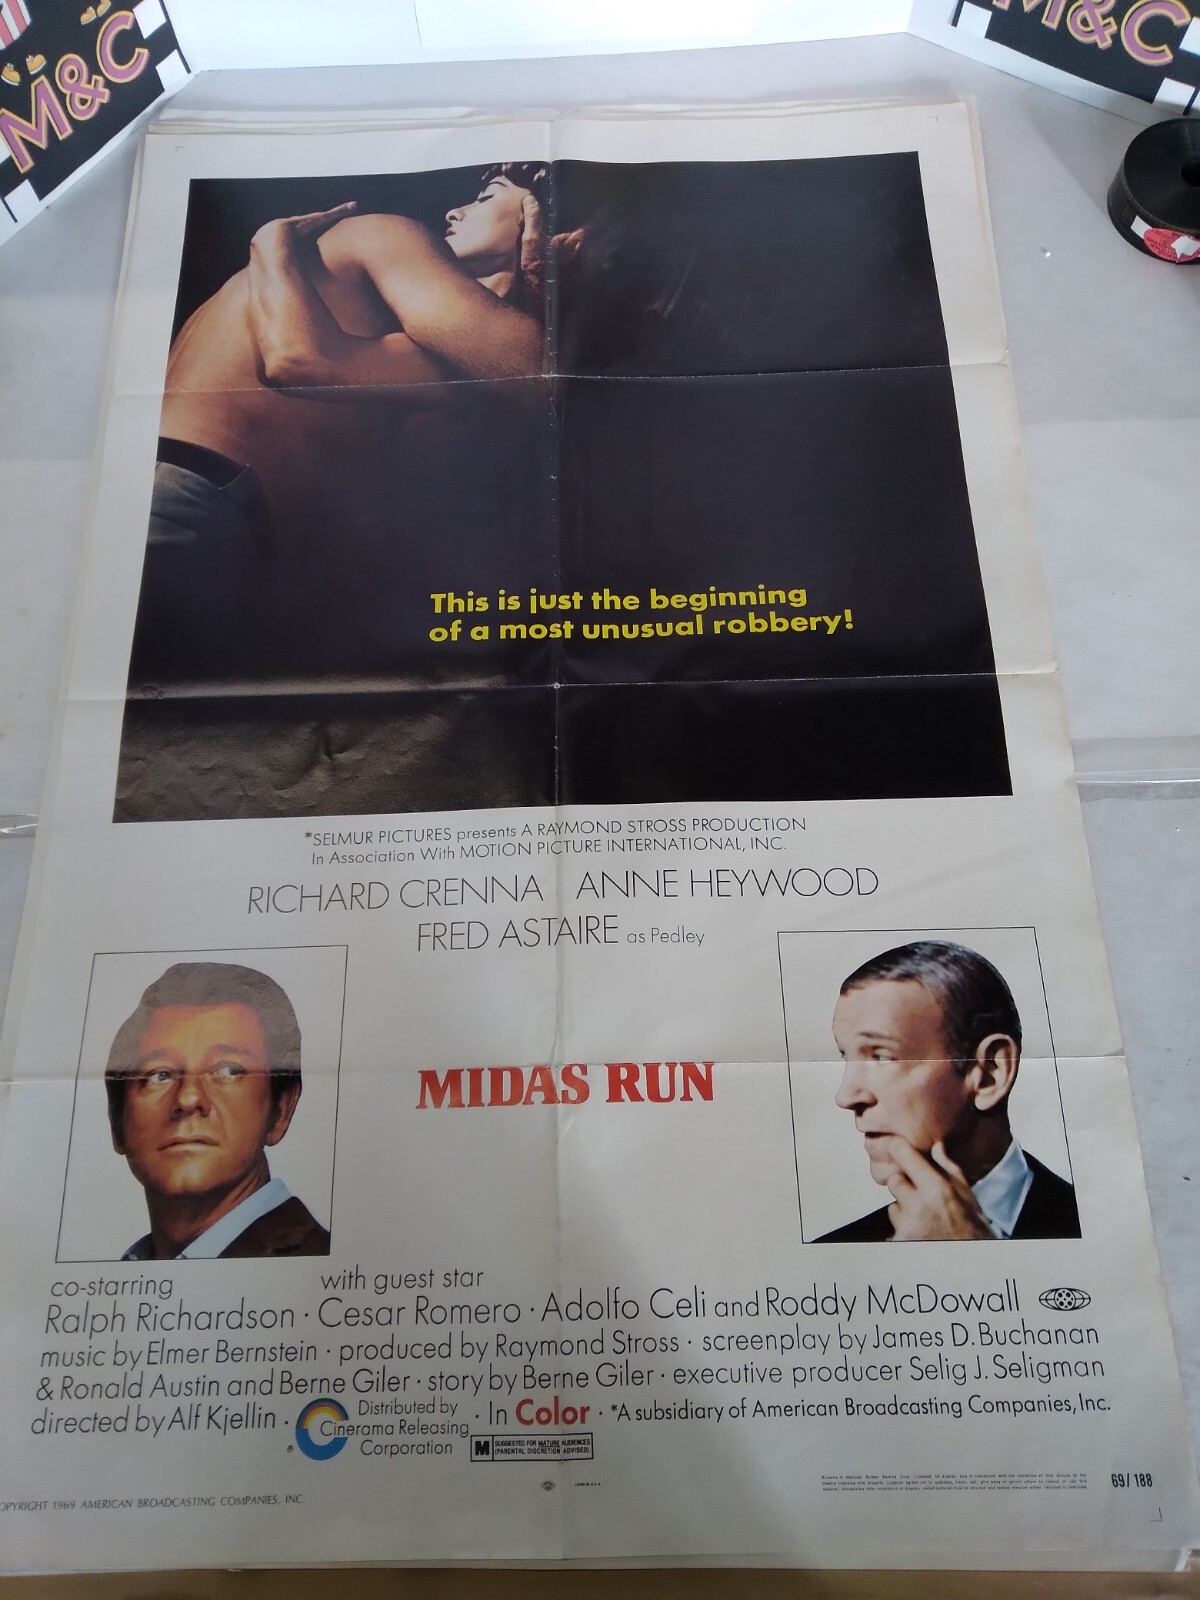 M&C
M&C
This is just the beginning
of a most unusual robbery!
*SELMUR PICTURES presents A RAYMOND STROSS PRODUCTION
In Association With MOTION PICTURE INTERNATIONAL, INC.
RICHARD CRENNA ANNE HEYWOOD
FRED ASTAIRE as Pedley
MIDAS RUN
co-starring with guest star
Ralph Richardson · Cesar Romero · Adolfo Celi and Roddy McDowall
music by Elmer Bernstein · produced by Raymond Stross · screenplay by James D. Buchanan
& Ronald Austin and Berne Giler · story by Berne Giler · executive producer Selig J. Seligman
directed by Alf Kjellin · Distributed by Cinerama Releasing Corporation · In Color · *A subsidiary of American Broadcasting Companies, Inc.
M SUGGESTED FOR MATURE AUDIENCES
(PARENTAL DISCRETION ADVISED)
OPYRIGHT 1969 AMERICAN BROADCASTING COMPANIES, INC.
69/188